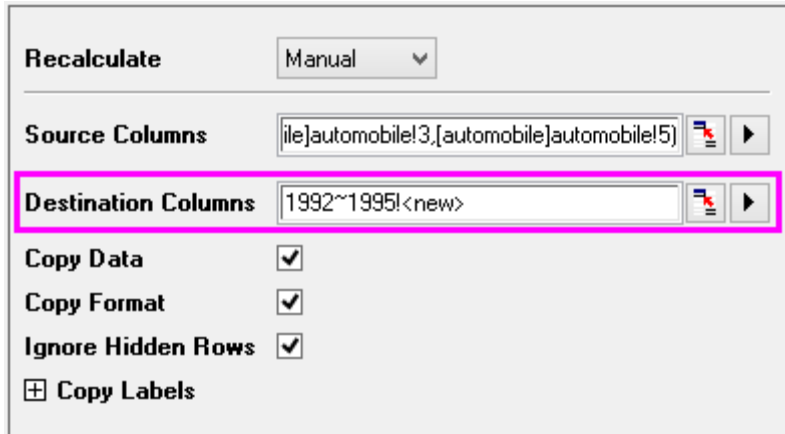 Recalculate Manual
Source Columns ile]automobile!3,[automobile]automobile!5)
Destination Columns 1992~1995!<new>
Copy Data
Copy Format
Ignore Hidden Rows
Copy Labels